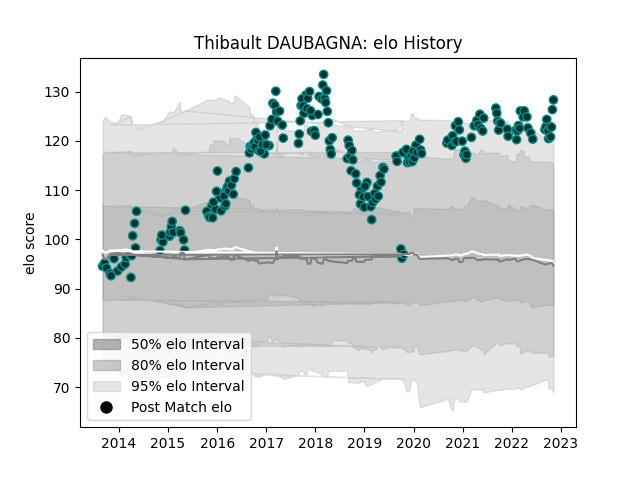 Thibault DAUBAGNA: elo History
elo score
130
120
110
100
90
80
70
50% elo Interval
80% elo Interval
95% elo Interval
Post Match elo
2014 2015 2016 2017 2018 2019 2020 2021 2022 2023